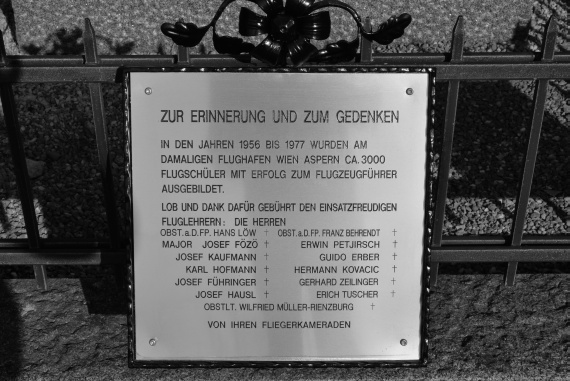 ZUR ERINNERUNG UND ZUM GEDENKEN
IN DEN JAHREN 1956 BIS 1977 WURDEN AM
DAMALIGEN FLUGHAFEN WIEN ASPERN CA. 3000
FLUGSCHÜLER MIT ERFOLG ZUM FLUGZEUGFÜHRER
AUSGEBILDET.
LOB UND DANK DAFÜR GEBÜHRT DEN EINSATZFREUDIGEN
FLUGLEHRERN: DIE HERREN
OBST.a.D.FP. HANS LÖW † OBST.a.D.FP. FRANZ BEHRENDT †
MAJOR JOSEF FÖZÖ † ERWIN PETJIRSCH †
JOSEF KAUFMANN † GUIDO ERBER †
KARL HOFMANN † HERMANN KOVACIC †
JOSEF FÜHRINGER † GERHARD ZEILINGER †
JOSEF HAUSL † ERICH TUSCHER †
OBSTLT. WILFRIED MÜLLER-RIENZBURG †
VON IHREN FLIEGERKAMERADEN